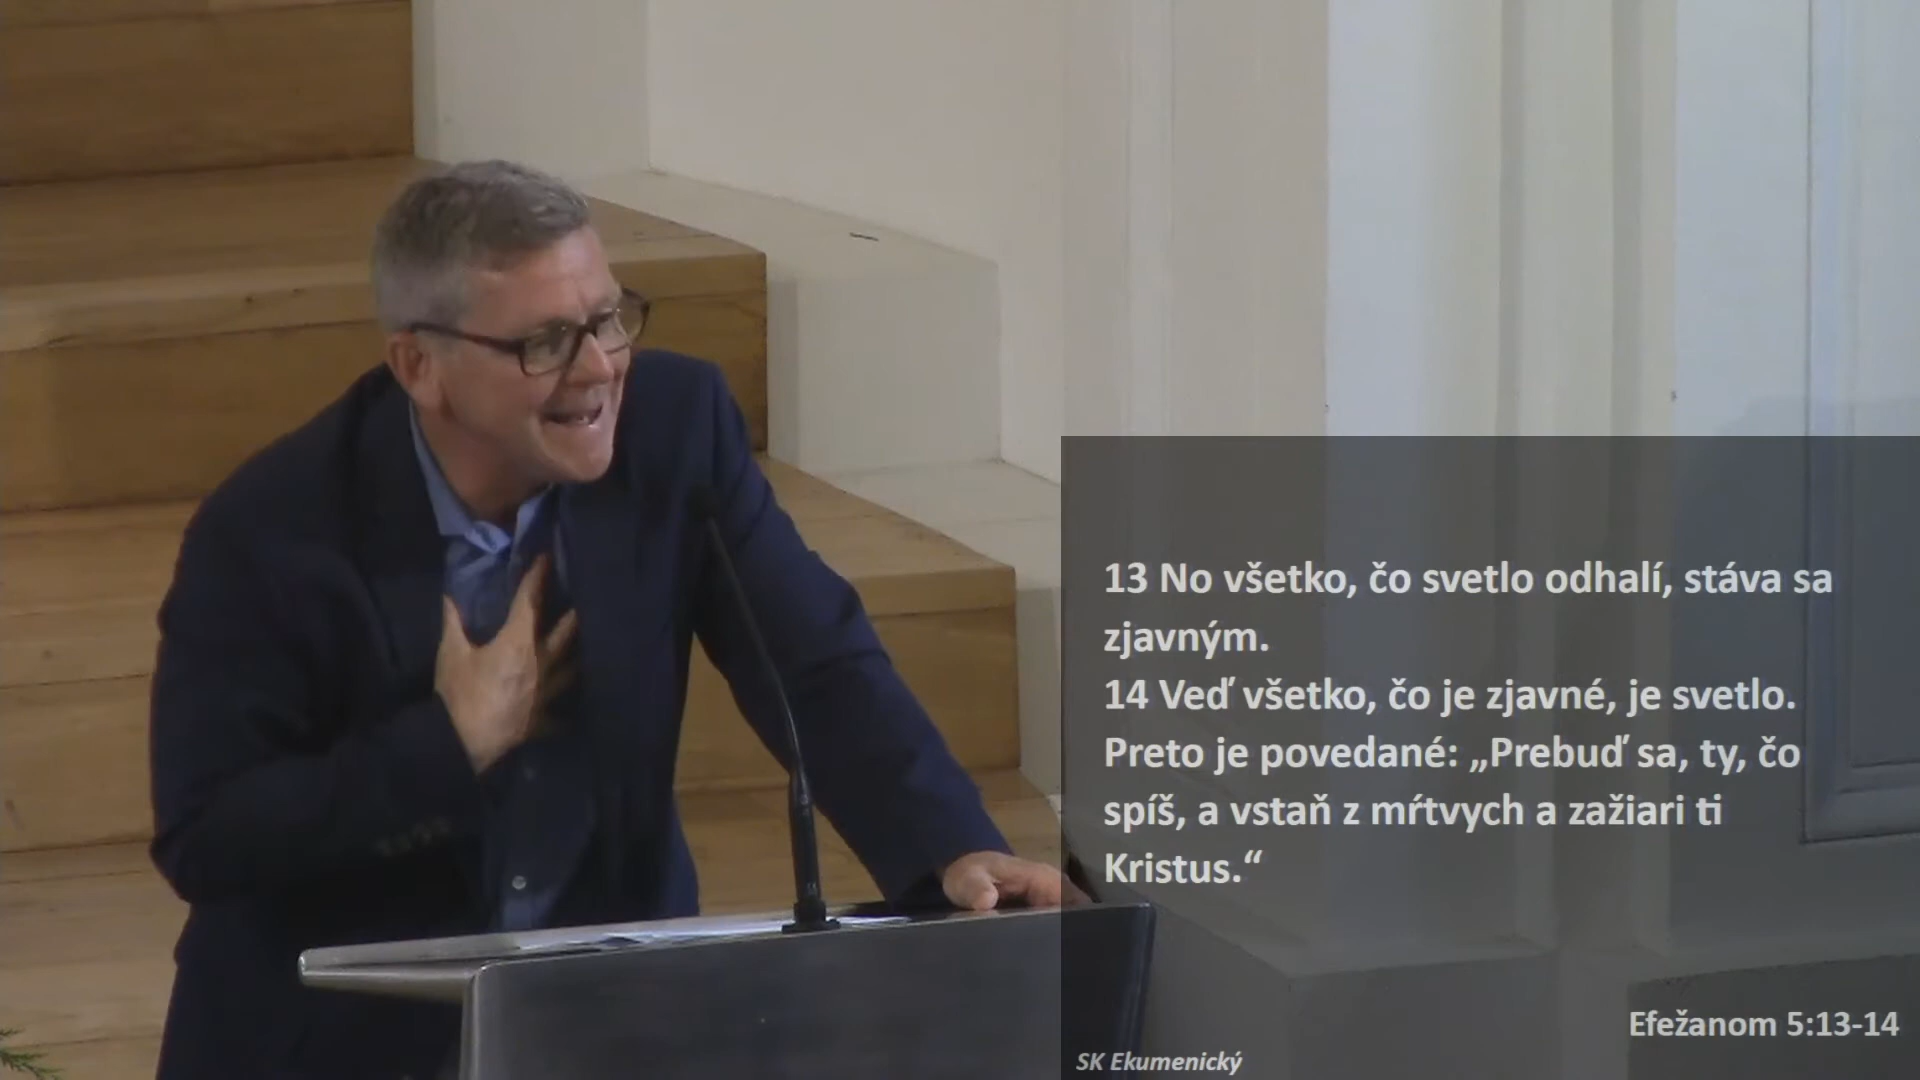 13 No všetko, čo svetlo odhalí, stáva sa
zjavným.
14 Veď všetko, čo je zjavné, je svetlo.
Preto je povedané: „Prebuď sa, ty, čo
spíš, a vstaň z mŕtvych a zažiari ti
Kristus.“
Efežanom 5:13-14
SK Ekumenický